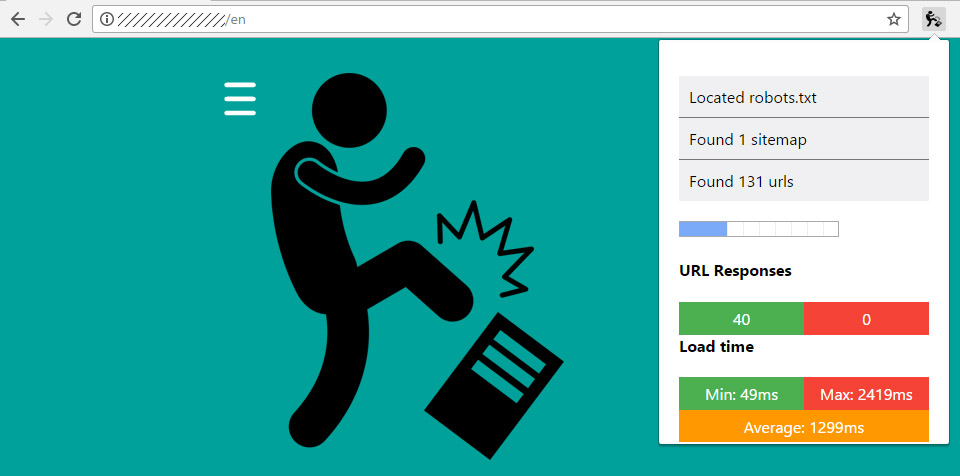 /en
Located robots.txt
Found 1 sitemap
Found 131 urls
URL Responses
40 0
Load time
Min: 49ms Max: 2419ms
Average: 1299ms